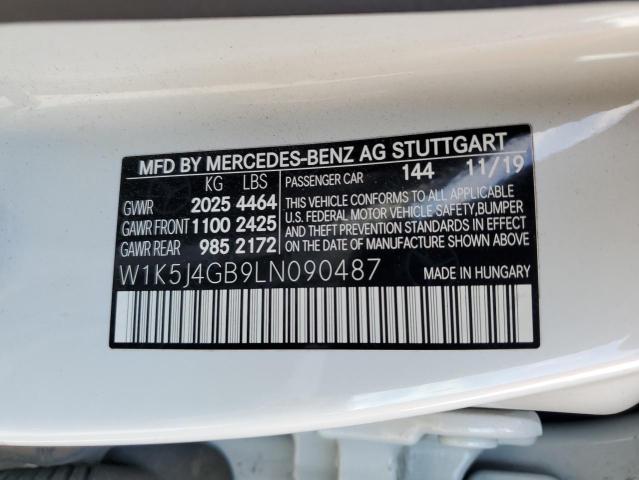 MFD BY MERCEDES-BENZ AG STUTTGART
KG LBS
GVWR 2025 4464
GAWR FRONT 1100 2425
GAWR REAR 985 2172
PASSENGER CAR 144 11/19
THIS VEHICLE CONFORMS TO ALL APPLICABLE
U.S. FEDERAL MOTOR VEHICLE SAFETY, BUMPER
AND THEFT PREVENTION STANDARDS IN EFFECT
ON THE DATE OF MANUFACTURE SHOWN ABOVE.
W1K5J4GB9LN090487
MADE IN HUNGARY